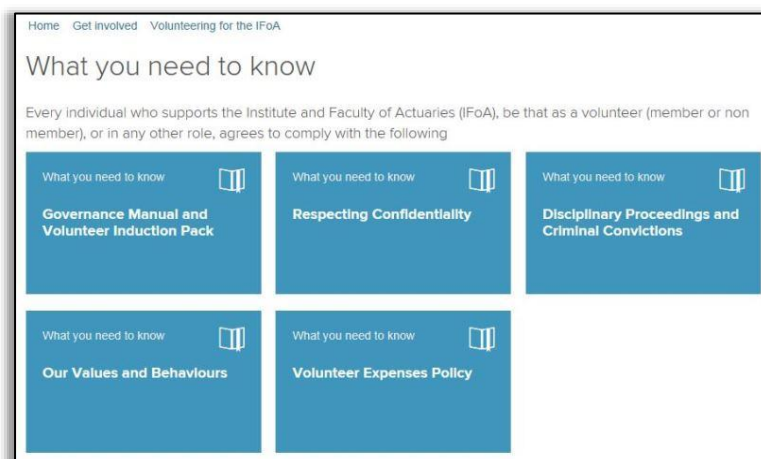 Home Get involved Volunteering for the IFoA
What you need to know
Every individual who supports the Institute and Faculty of Actuaries (IFoA), be that as a volunteer (member or non
member), or in any other role, agrees to comply with the following
What you need to know
Governance Manual and
Volunteer Induction Pack
What you need to know
Respecting Confidentiality
What you need to know
Disciplinary Proceedings and
Criminal Convictions
What you need to know
Our Values and Behaviours
What you need to know
Volunteer Expenses Policy